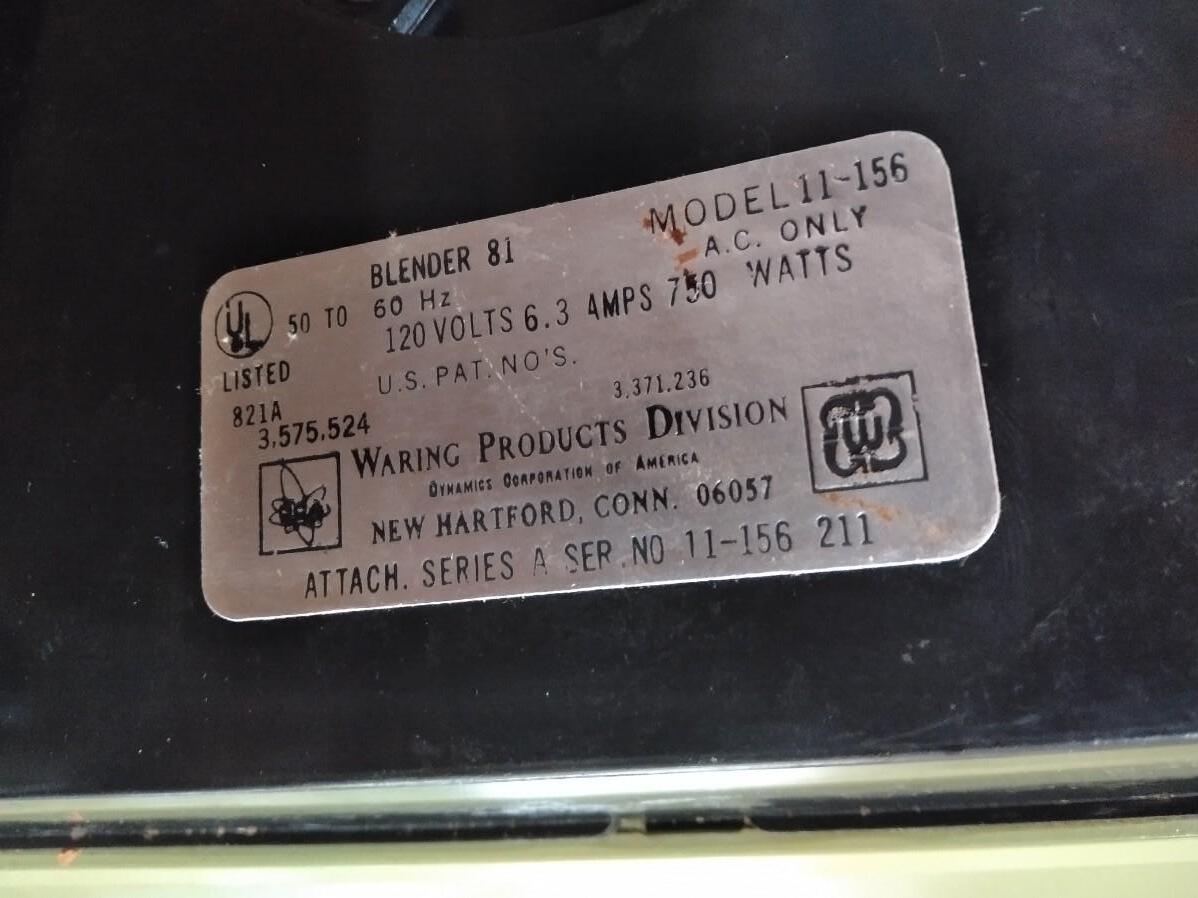 BLENDER 81 MODEL 11-156
UL 50 TO 60 Hz A.C. ONLY
120 VOLTS 6.3 AMPS 750 WATTS
LISTED U.S. PAT. NO'S.
821A 3,371,236
3,575,524
WARING PRODUCTS DIVISION
DYNAMICS CORPORATION OF AMERICA
NEW HARTFORD, CONN. 06057
W
ATTACH. SERIES A SER. NO 11-156 211